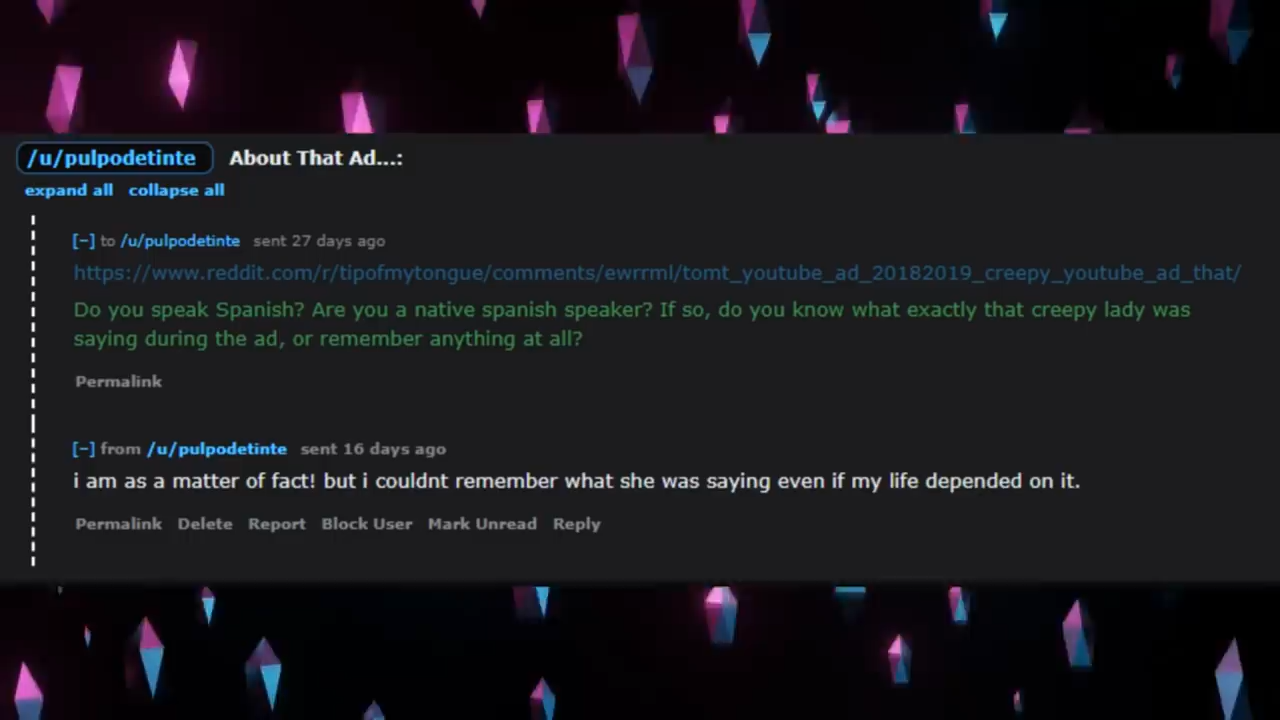 /u/pulpodetinte About That Ad...:
expand all collapse all
[−] to /u/pulpodetinte sent 27 days ago
https://www.reddit.com/r/tipofmytongue/comments/ewrrml/tomt_youtube_ad_20182019_creepy_youtube_ad_that/
Do you speak Spanish? Are you a native spanish speaker? If so, do you know what exactly that creepy lady was
saying during the ad, or remember anything at all?
Permalink
[−] from /u/pulpodetinte sent 16 days ago
i am as a matter of fact! but i couldnt remember what she was saying even if my life depended on it.
Permalink Delete Report Block User Mark Unread Reply